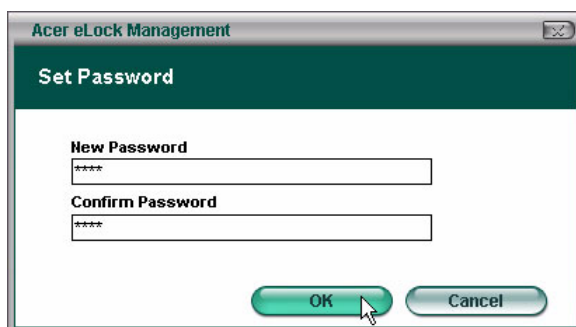 Acer eLock Management
Set Password
New Password
****
Confirm Password
****
OK Cancel